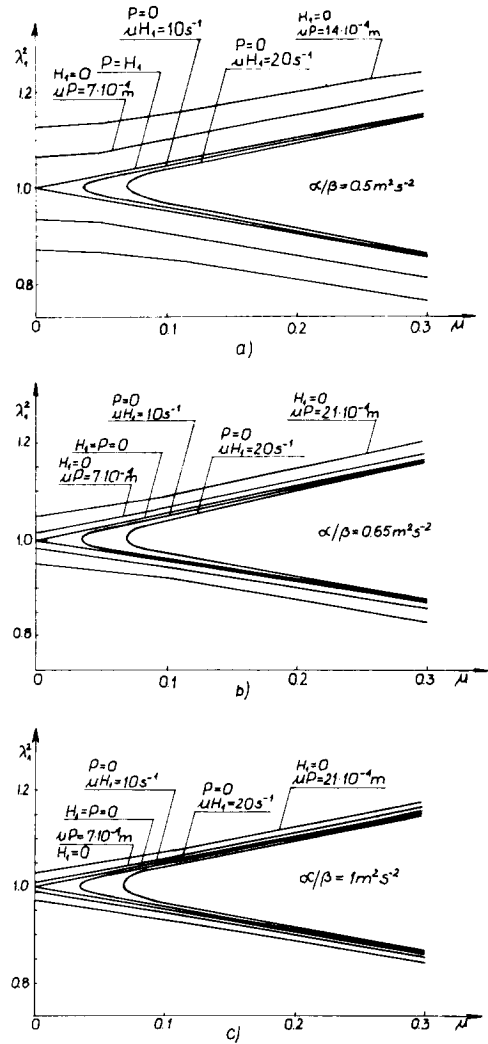 P=0
μH₁=10s⁻¹
H₁=0
μP=14·10⁻⁴m
P=0
μH₁=20s⁻¹
P=H₁
H₁=0
μP=7·10⁻⁴m
λ₁²
1.2
1.0
0.8
α/β=0.5m²s⁻²
0 0.1 0.2 0.3 μ
a)
P=0
μH₁=10s⁻¹
H₁=0
μP=21·10⁻⁴m
P=0
μH₁=20s⁻¹
H₁=P=0
H₁=0
μP=7·10⁻⁴m
λ₁²
1.2
1.0
0.8
α/β=0.65m²s⁻²
0 0.1 0.2 0.3 μ
b)
P=0
μH₁=10s⁻¹
P=0
μH₁=20s⁻¹
H₁=0
μP=21·10⁻⁴m
H₁=P=0
μP=7·10⁻⁴m
H₁=0
λ₁²
1.2
1.0
0.8
α/β=1m²s⁻²
0 0.1 0.2 0.3 μ
c)